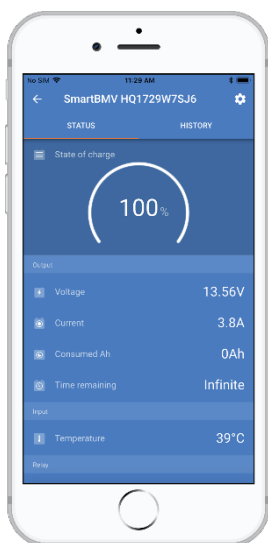 No SIM 11:29 AM
← SmartBMV HQ1729W7SJ6
STATUS HISTORY
State of charge
100%
Output
Voltage 13.56V
Current 3.8A
Consumed Ah 0Ah
Time remaining Infinite
Input
Temperature 39°C
Relay